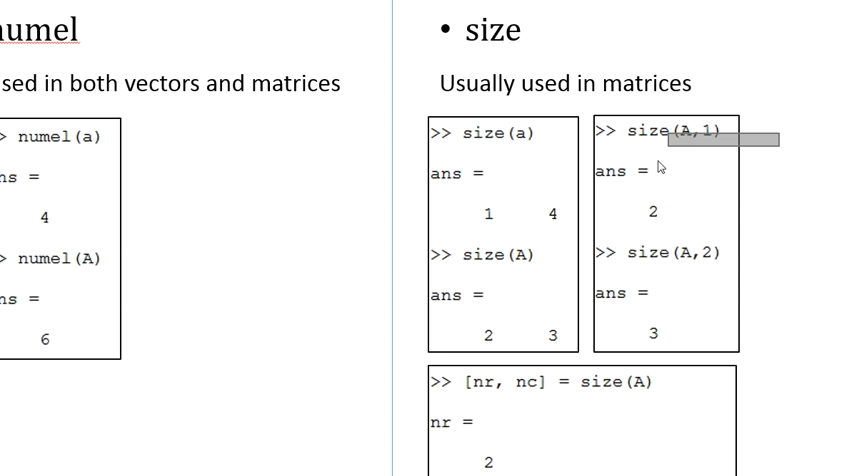 numel
sed in both vectors and matrices
> numel(a)
ns =
4
> numel(A)
ns =
6
• size
Usually used in matrices
>> size(a)
ans =
1 4
>> size(A)
ans =
2 3
>> size(A,1)
ans =
2
>> size(A,2)
ans =
3
>> [nr, nc] = size(A)
nr =
2